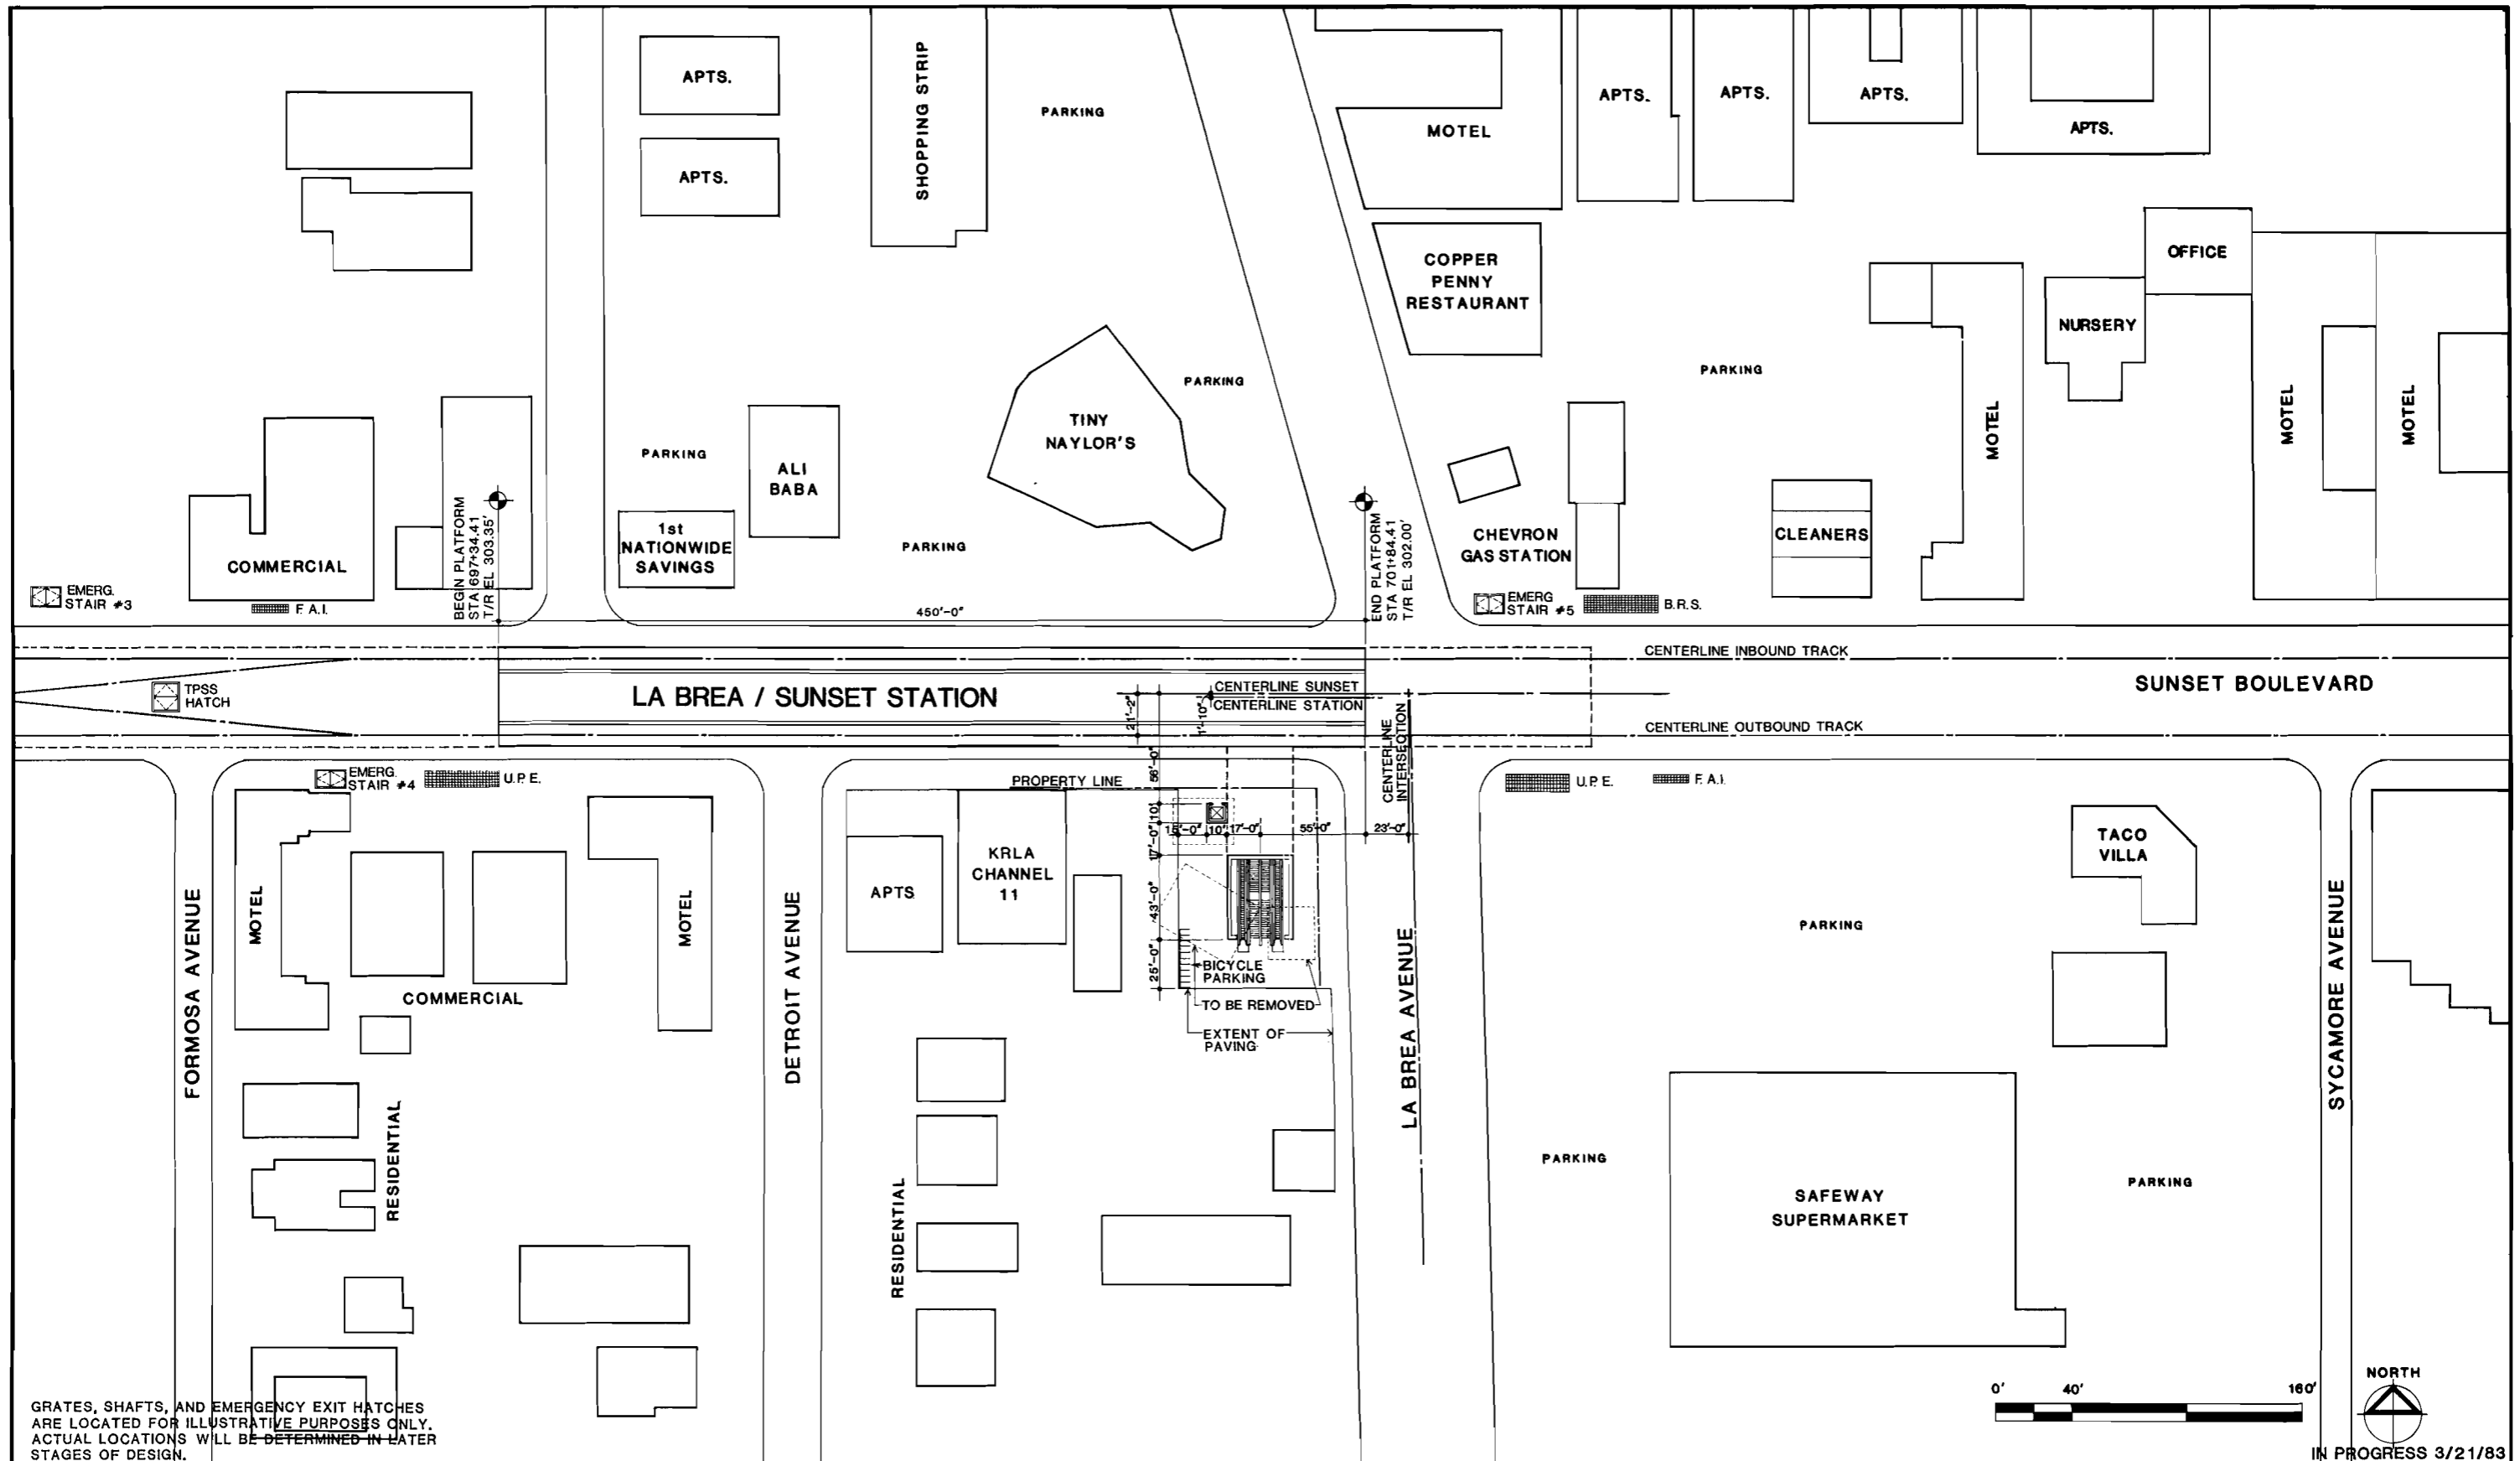 APTS.
APTS.
SHOPPING STRIP
PARKING
MOTEL
APTS.
APTS.
APTS.
APTS.
COPPER
PENNY
RESTAURANT
OFFICE
NURSERY
PARKING
PARKING
TINY
NAYLOR'S
MOTEL
MOTEL
MOTEL
PARKING
ALI
BABA
1st
NATIONWIDE
SAVINGS
PARKING
CHEVRON
GAS STATION
CLEANERS
COMMERCIAL
BEGIN PLATFORM
STA 697+34.41
T/R EL 303.35'
END PLATFORM
STA 701+84.41
T/R EL 302.00'
EMERG.
STAIR #3
F.A.I.
450'-0"
EMERG
STAIR #5
B.R.S.
CENTERLINE INBOUND TRACK
TPSS
HATCH
LA BREA / SUNSET STATION
CENTERLINE SUNSET
CENTERLINE STATION
21'-2"
1'-10"
SUNSET BOULEVARD
CENTERLINE OUTBOUND TRACK
CENTERLINE
INTERSECTION
EMERG.
STAIR #4
U.P.E.
PROPERTY LINE
U.P.E.
F.A.I.
10'
15'-0"
10'
17'-0"
55'-0"
23'-0"
17'-0"
43'-0"
25'-0"
FORMOSA AVENUE
MOTEL
MOTEL
COMMERCIAL
DETROIT AVENUE
APTS
KRLA
CHANNEL
11
BICYCLE
PARKING
TO BE REMOVED
EXTENT OF
PAVING
LA BREA AVENUE
PARKING
TACO
VILLA
SYCAMORE AVENUE
RESIDENTIAL
RESIDENTIAL
PARKING
SAFEWAY
SUPERMARKET
PARKING
GRATES, SHAFTS, AND EMERGENCY EXIT HATCHES
ARE LOCATED FOR ILLUSTRATIVE PURPOSES ONLY.
ACTUAL LOCATIONS WILL BE DETERMINED IN LATER
STAGES OF DESIGN.
0' 40' 160'
NORTH
IN PROGRESS 3/21/83